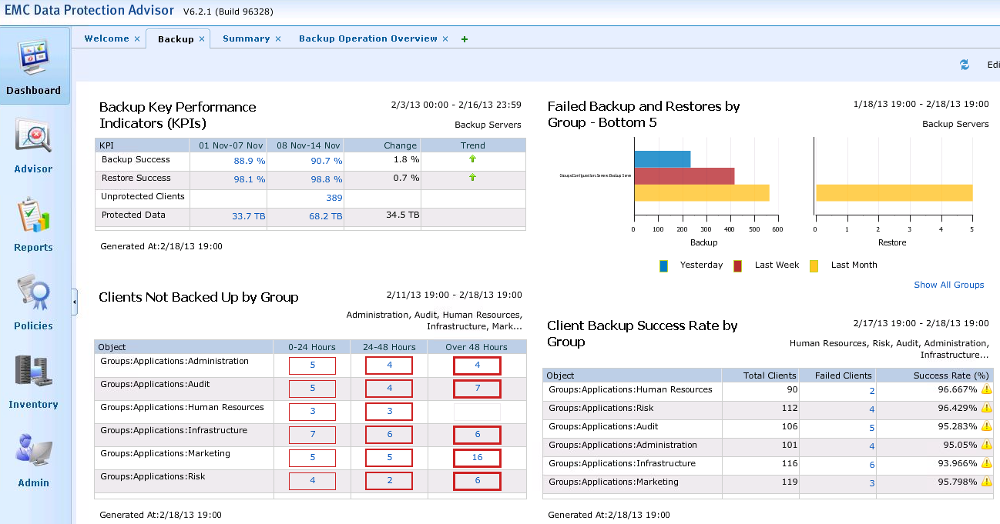 EMC Data Protection Advisor V6.2.1 (Build 96328)
Welcome × Backup × Summary × Backup Operation Overview × +
Edi
Dashboard
Advisor
Reports
Policies
Inventory
Admin
Backup Key Performance
Indicators (KPIs)
2/3/13 00:00 - 2/16/13 23:59
Backup Servers
KPI 01 Nov-07 Nov 08 Nov-14 Nov Change Trend
Backup Success 88.9 % 90.7 % 1.8 %
Restore Success 98.1 % 98.8 % 0.7 %
Unprotected Clients 389
Protected Data 33.7 TB 68.2 TB 34.5 TB
Generated At:2/18/13 19:00
Failed Backup and Restores by
Group - Bottom 5
1/18/13 19:00 - 2/18/13 19:00
Backup Servers
Groups:Configuration:Servers:Backup Serve
0 100 200 300 400 500 600
Backup
0 1 2 3 4 5
Restore
Yesterday Last Week Last Month
Show All Groups
Clients Not Backed Up by Group
2/11/13 19:00 - 2/18/13 19:00
Administration, Audit, Human Resources,
Infrastructure, Mark...
Object 0-24 Hours 24-48 Hours Over 48 Hours
Groups:Applications:Administration 5 4 4
Groups:Applications:Audit 5 4 7
Groups:Applications:Human Resources 3 3
Groups:Applications:Infrastructure 7 6 6
Groups:Applications:Marketing 5 5 16
Groups:Applications:Risk 4 2 6
Generated At:2/18/13 19:00
Client Backup Success Rate by
Group
2/17/13 19:00 - 2/18/13 19:00
Human Resources, Risk, Audit, Administration,
Infrastructure...
Object Total Clients Failed Clients Success Rate (%)
Groups:Applications:Human Resources 90 2 96.667%
Groups:Applications:Risk 112 4 96.429%
Groups:Applications:Audit 106 5 95.283%
Groups:Applications:Administration 101 4 95.05%
Groups:Applications:Infrastructure 116 6 93.966%
Groups:Applications:Marketing 119 3 95.798%
Generated At:2/18/13 19:00